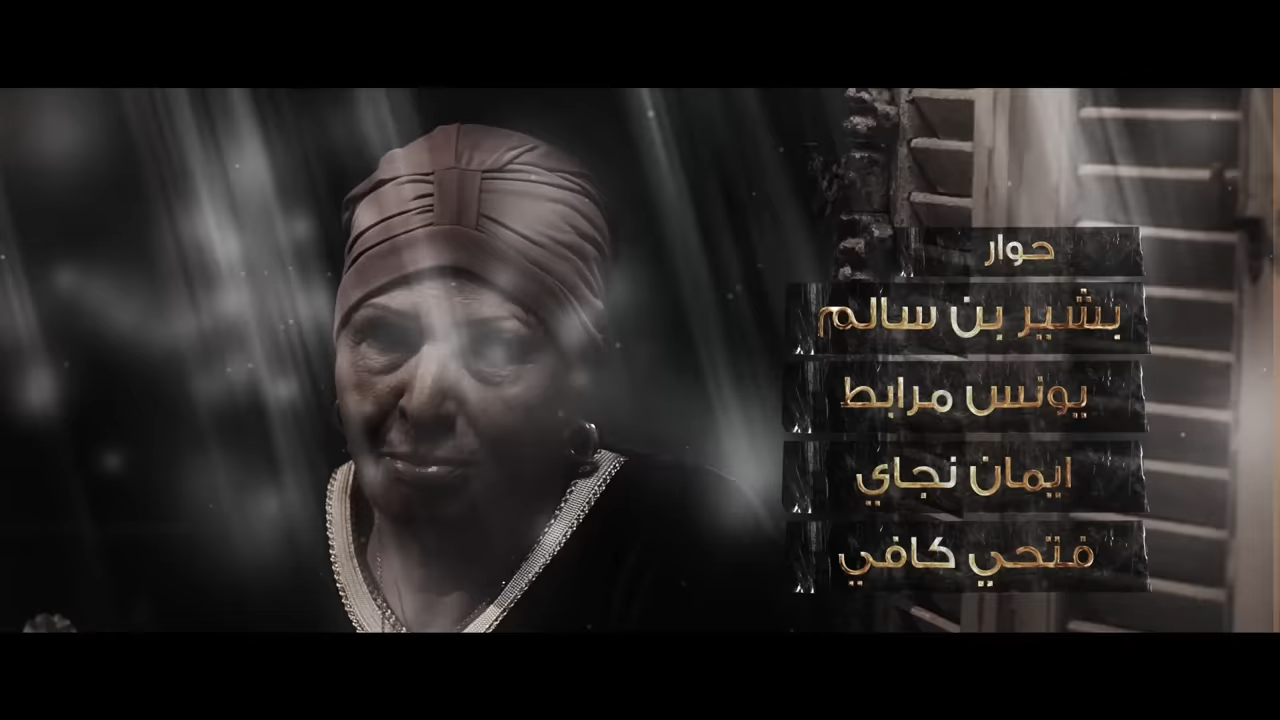 حوار
بشير بن سالم
يونس مرابط
ايمان نجاي
فتحي كافي